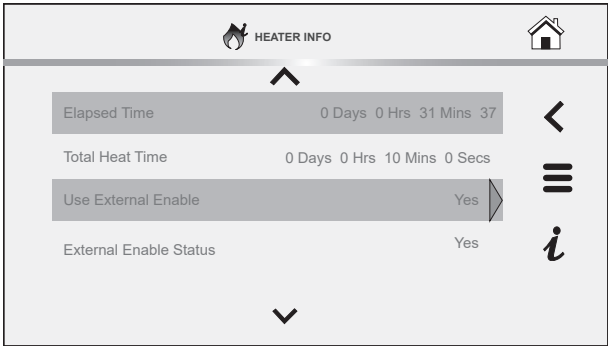 HEATER INFO
Elapsed Time 0 Days 0 Hrs 31 Mins 37
Total Heat Time 0 Days 0 Hrs 10 Mins 0 Secs
Use External Enable Yes
External Enable Status Yes
i